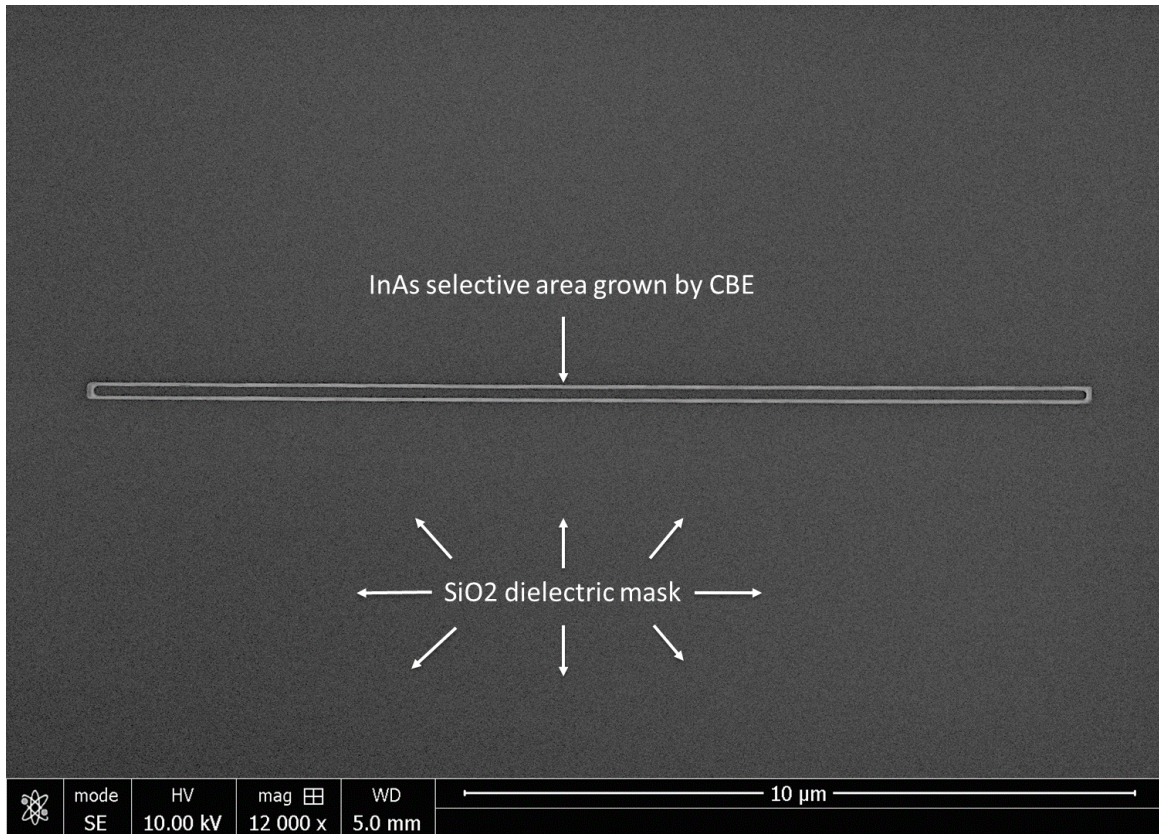 InAs selective area grown by CBE
SiO2 dielectric mask
mode HV mag WD 10 µm
SE 10.00 kV 12 000 x 5.0 mm